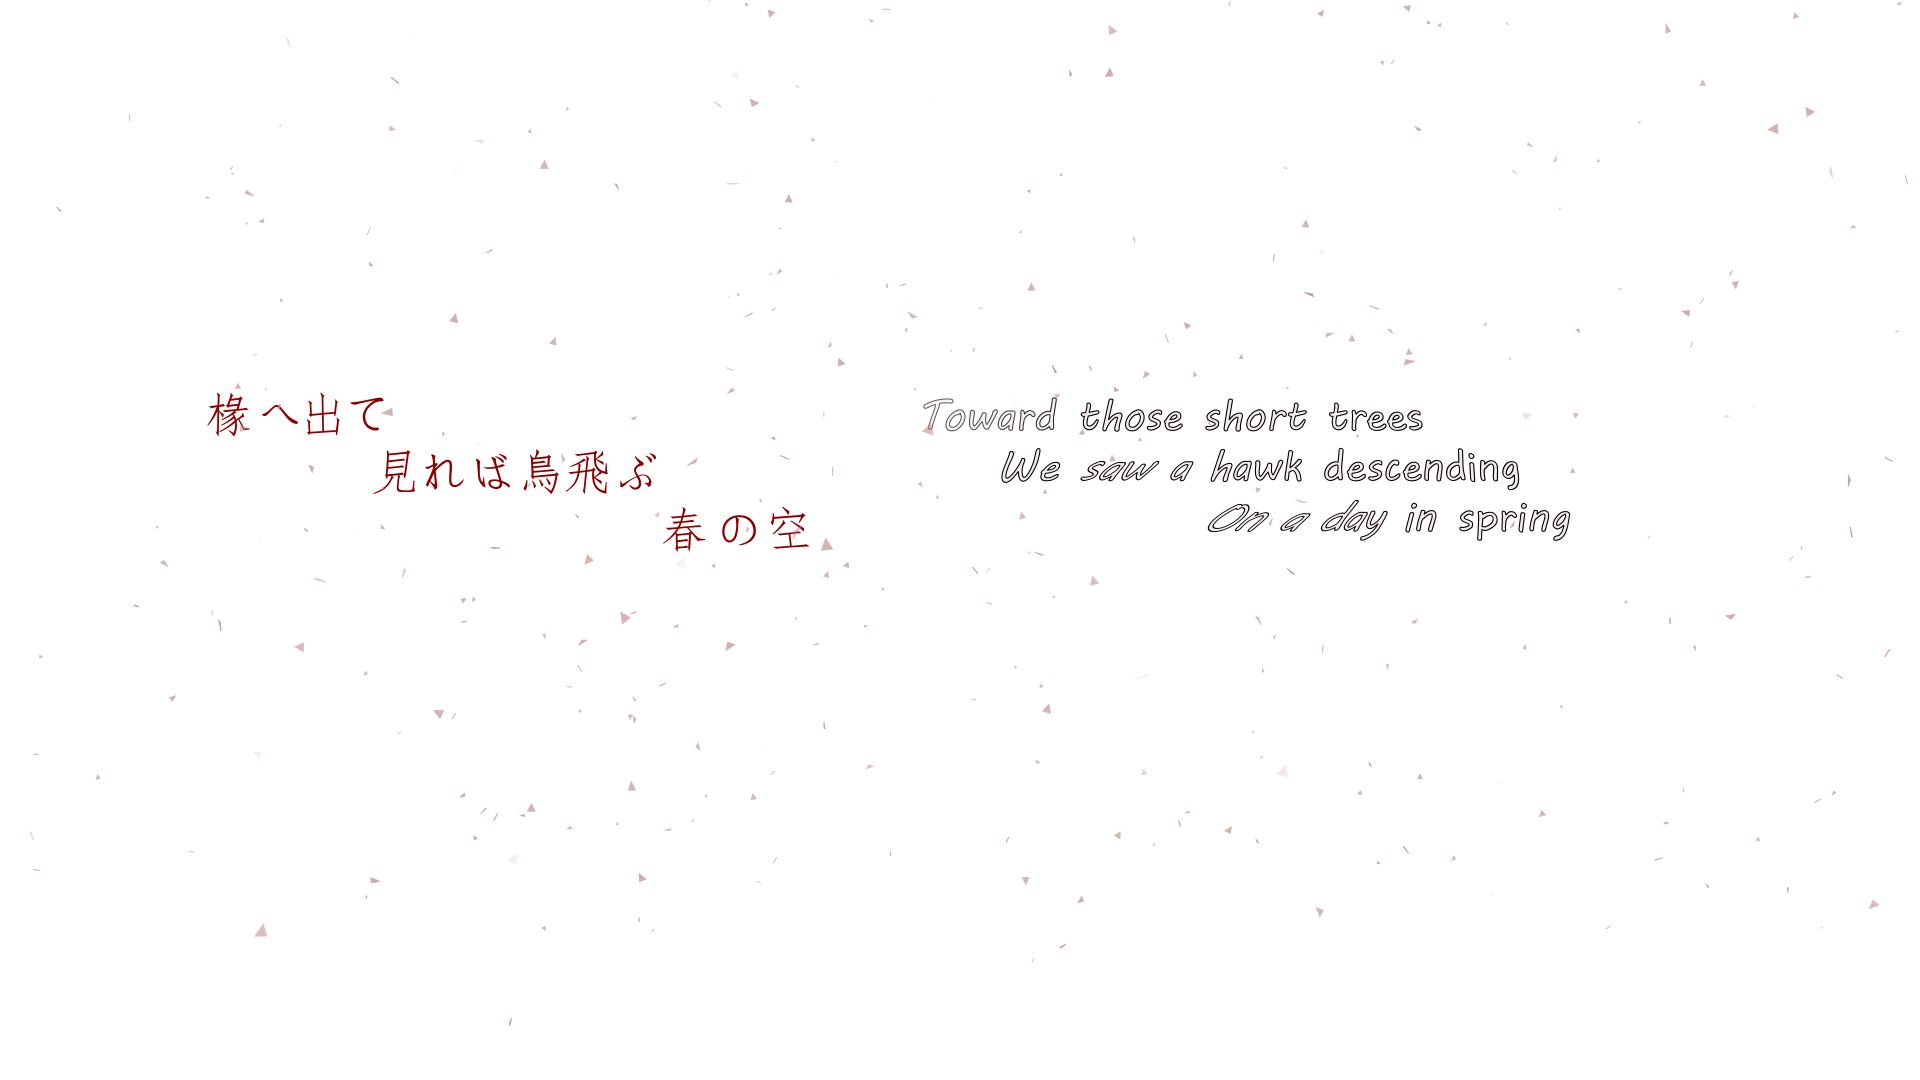 椽へ出て
見れば鳥飛ぶ
春の空
Toward those short trees
We saw a hawk descending
On a day in spring